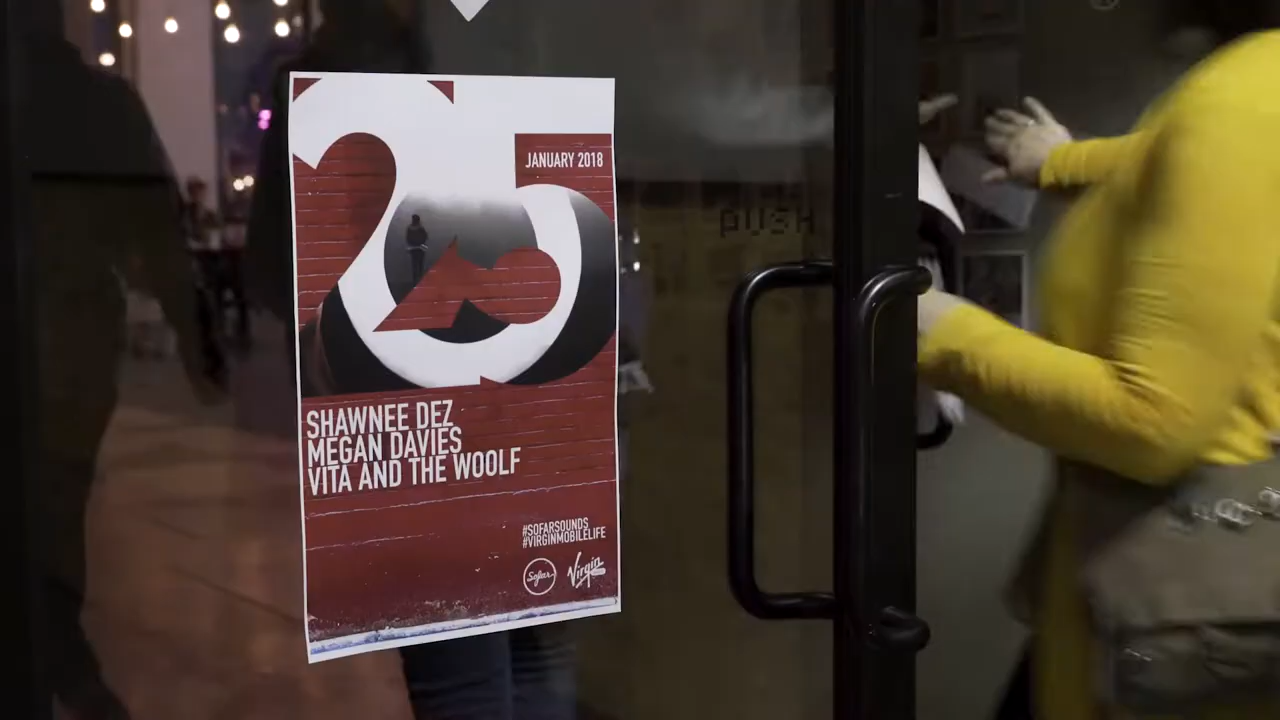 25
JANUARY 2018
SHAWNEE DEZ
MEGAN DAVIES
VITA AND THE WOOLF
#SOFARSOUNDS
#VIRGINMOBILELIFE
Sofar
Virgin
PUSH